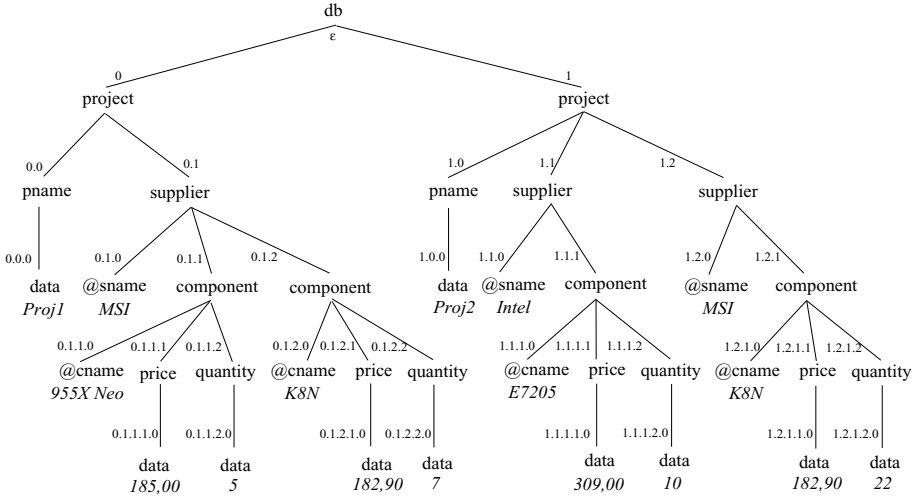 db
ε
0 1
project project
0.0 0.1 1.0 1.1 1.2
pname supplier pname supplier supplier
0.0.0 0.1.0 0.1.1 0.1.2 1.0.0 1.1.0 1.1.1 1.2.0 1.2.1
data @sname component component data @sname component @sname component
Proj1 MSI Proj2 Intel MSI
0.1.1.0 0.1.1.1 0.1.1.2 0.1.2.0 0.1.2.1 0.1.2.2 1.1.1.0 1.1.1.1 1.1.1.2 1.2.1.0 1.2.1.1 1.2.1.2
@cname price quantity @cname price quantity @cname price quantity @cname price quantity
955X Neo K8N E7205 K8N
0.1.1.1.0 0.1.1.2.0 0.1.2.1.0 0.1.2.2.0 1.1.1.1.0 1.1.1.2.0 1.2.1.1.0 1.2.1.2.0
data data data data data data data data
185,00 5 182,90 7 309,00 10 182,90 22